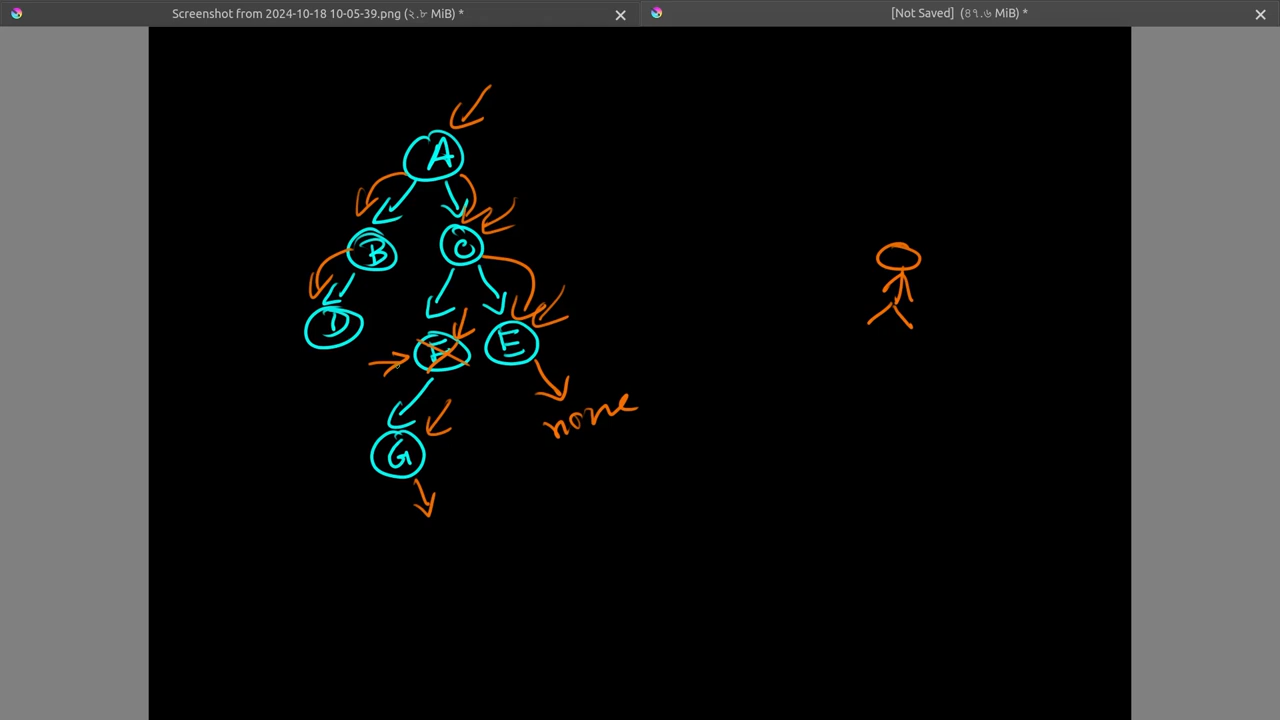 Screenshot from 2024-10-18 10-05-39.png (২.৮ MiB) *
[Not Saved] (৪৭.৬ MiB) *
A
B
C
D
F
E
none
G